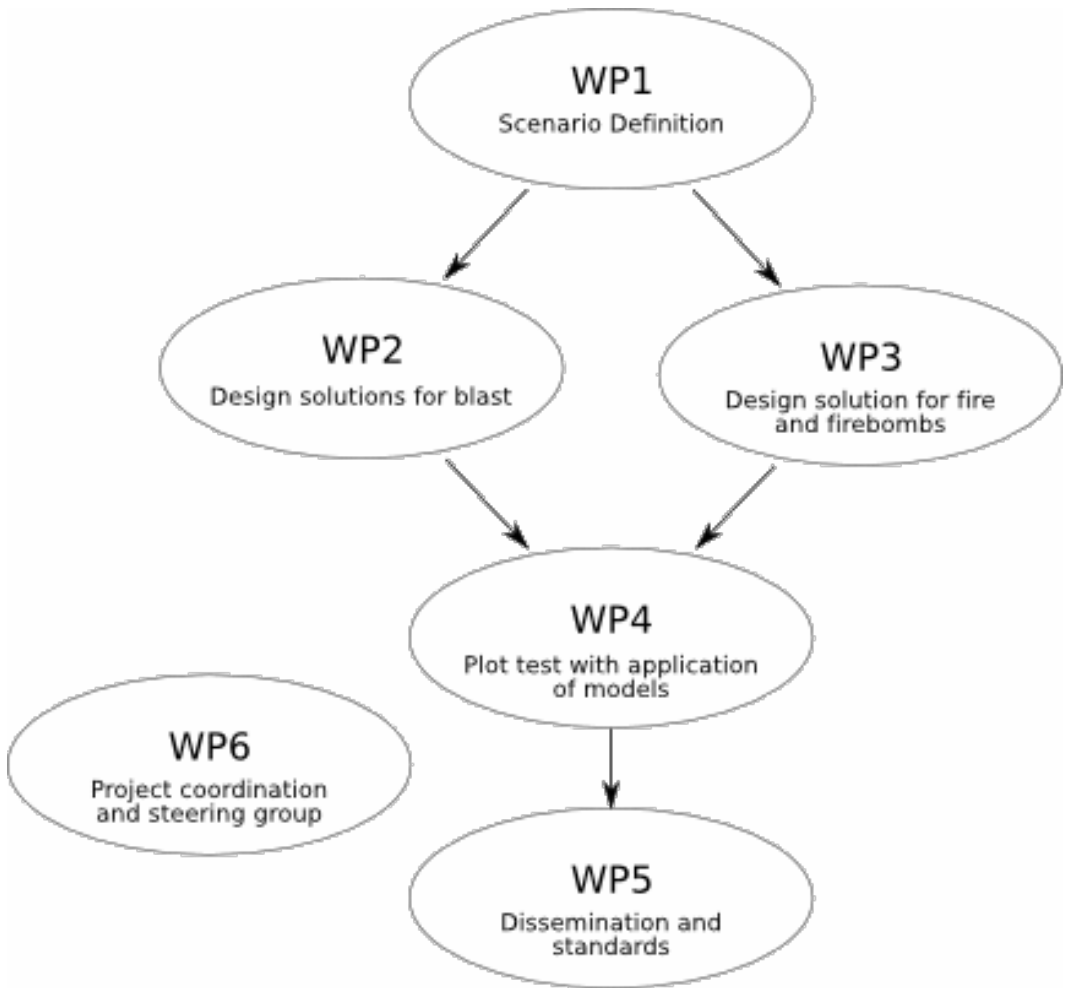 WP1
Scenario Definition
WP2
Design solutions for blast
WP3
Design solution for fire
and firebombs
WP4
Plot test with application
of models
WP6
Project coordination
and steering group
WP5
Dissemination and
standards